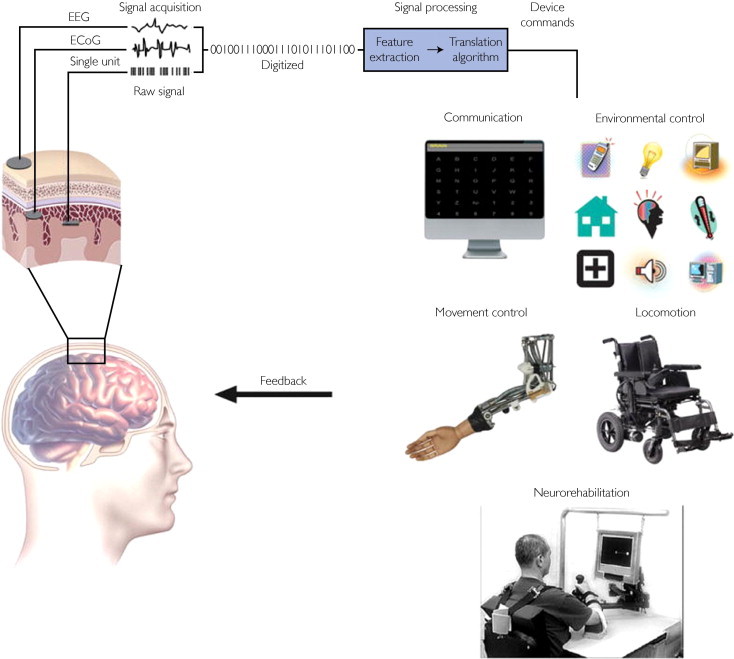 EEG
Signal acquisition
Signal processing
Device
commands
ECoG
Single unit
00100111000111010111101100
Digitized
Feature
extraction
Translation
algorithm
Raw signal
Communication
Environmental control
A B C D E F
Movement control
Locomotion
Feedback
Neurorehabilitation